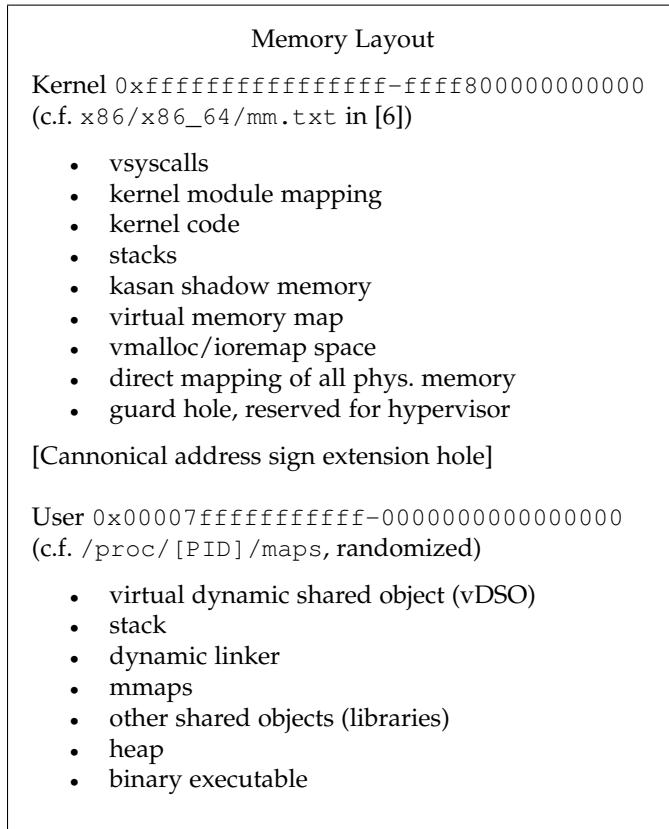 Memory Layout
Kernel 0xffffffffffffffff-ffff800000000000
(c.f. x86/x86_64/mm.txt in [6])
• vsyscalls
• kernel module mapping
• kernel code
• stacks
• kasan shadow memory
• virtual memory map
• vmalloc/ioremap space
• direct mapping of all phys. memory
• guard hole, reserved for hypervisor
[Cannonical address sign extension hole]
User 0x00007fffffffffff-0000000000000000
(c.f. /proc/[PID]/maps, randomized)
• virtual dynamic shared object (vDSO)
• stack
• dynamic linker
• mmaps
• other shared objects (libraries)
• heap
• binary executable